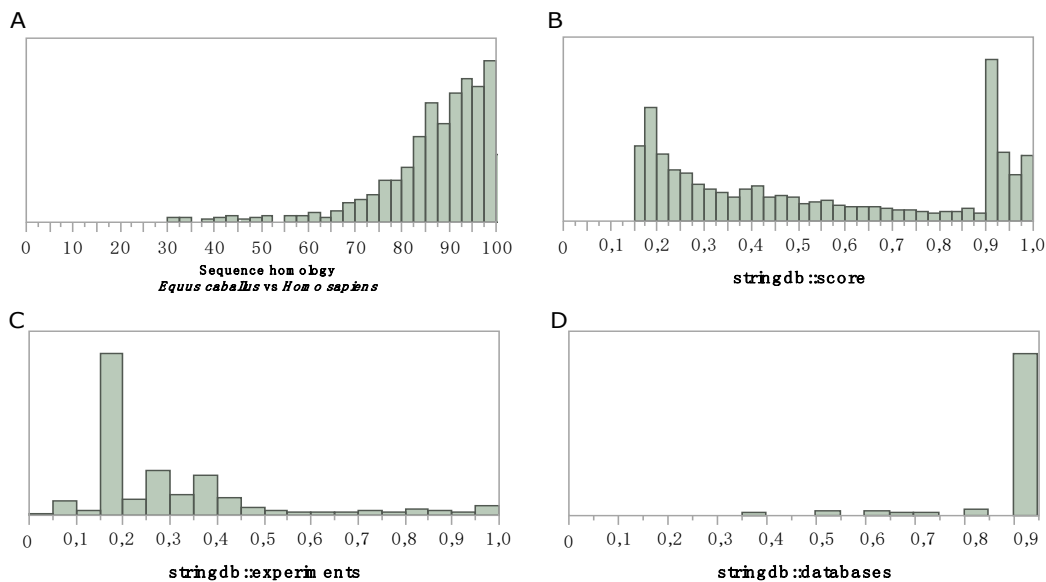 A
0 10 20 30 40 50 60 70 80 90 100
Sequence homology
Equus caballus vs Homo sapiens
B
0 0,1 0,2 0,3 0,4 0,5 0,6 0,7 0,8 0,9 1,0
stringdb::score
C
0 0,1 0,2 0,3 0,4 0,5 0,6 0,7 0,8 0,9 1,0
stringdb::experiments
D
0 0,1 0,2 0,3 0,4 0,5 0,6 0,7 0,8 0,9
stringdb::databases